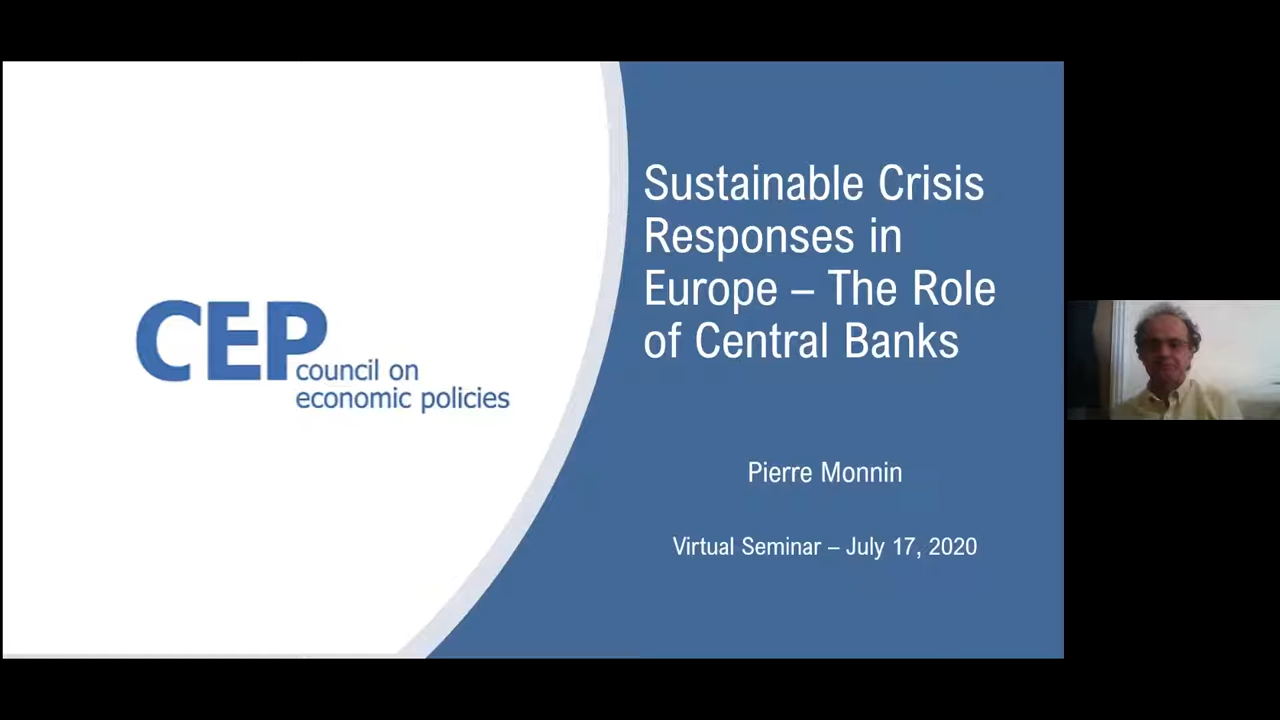 CEP
council on
economic policies
Sustainable Crisis
Responses in
Europe – The Role
of Central Banks
Pierre Monnin
Virtual Seminar – July 17, 2020